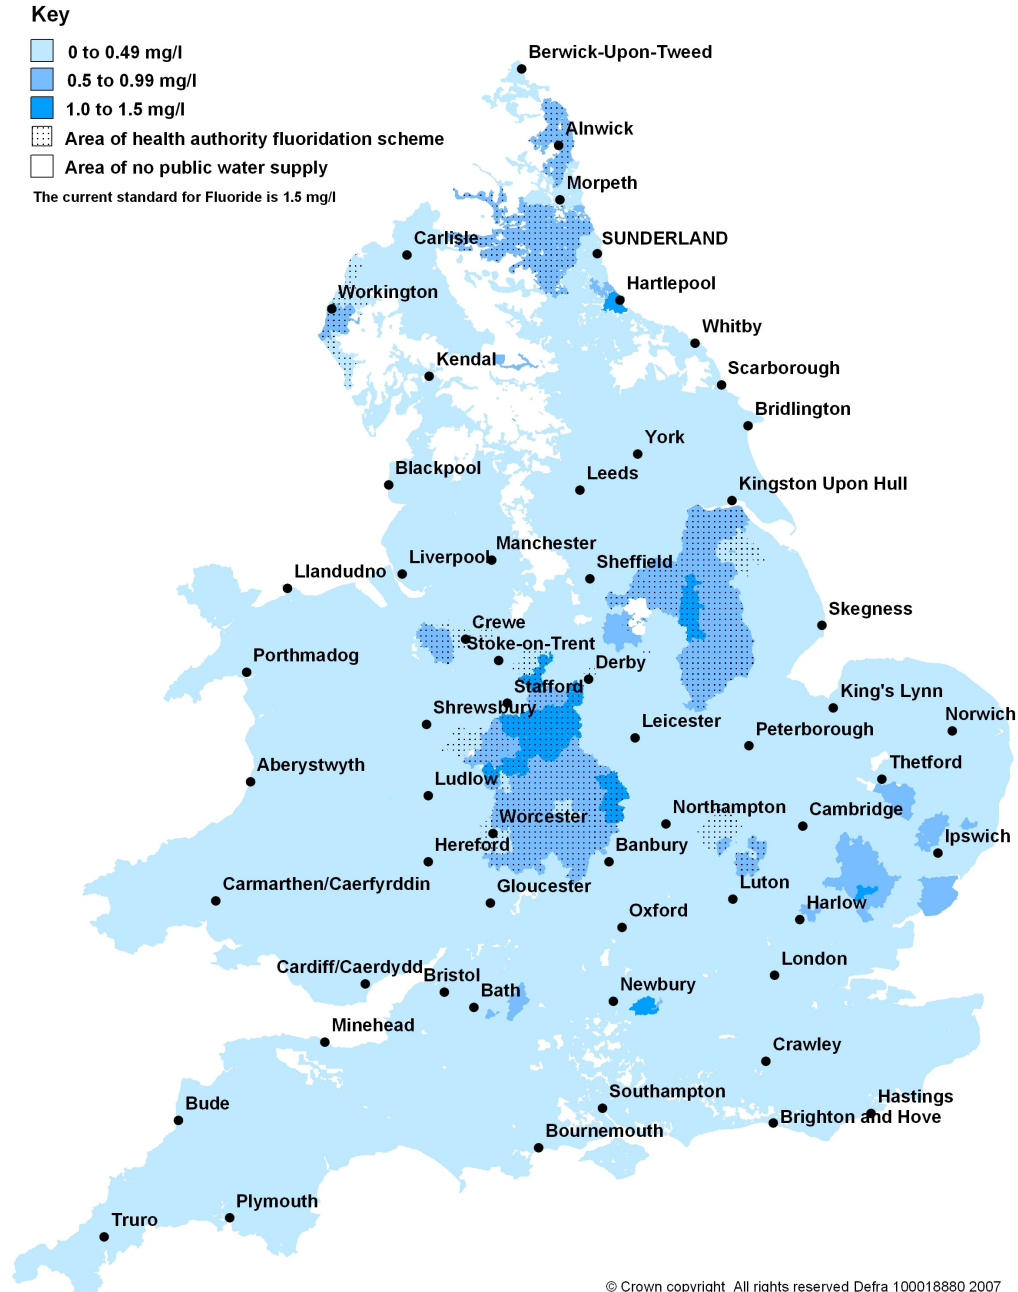 Key
0 to 0.49 mg/l
0.5 to 0.99 mg/l
1.0 to 1.5 mg/l
Area of health authority fluoridation scheme
Area of no public water supply
The current standard for Fluoride is 1.5 mg/l
Berwick-Upon-Tweed
Alnwick
Morpeth
Carlisle
SUNDERLAND
Hartlepool
Workington
Whitby
Kendal
Scarborough
Bridlington
York
Blackpool
Leeds
Kingston Upon Hull
Manchester
Liverpool
Sheffield
Llandudno
Skegness
Crewe
Stoke-on-Trent
Porthmadog
Derby
Stafford
King's Lynn
Shrewsbury
Norwich
Leicester
Peterborough
Aberystwyth
Thetford
Ludlow
Northampton
Cambridge
Worcester
Ipswich
Hereford
Banbury
Carmarthen/Caerfyrddin
Gloucester
Luton
Harlow
Oxford
London
Cardiff/Caerdydd
Bristol
Newbury
Bath
Minehead
Crawley
Southampton
Hastings
Bude
Brighton and Hove
Bournemouth
Plymouth
Truro
© Crown copyright All rights reserved Defra 100018880 2007